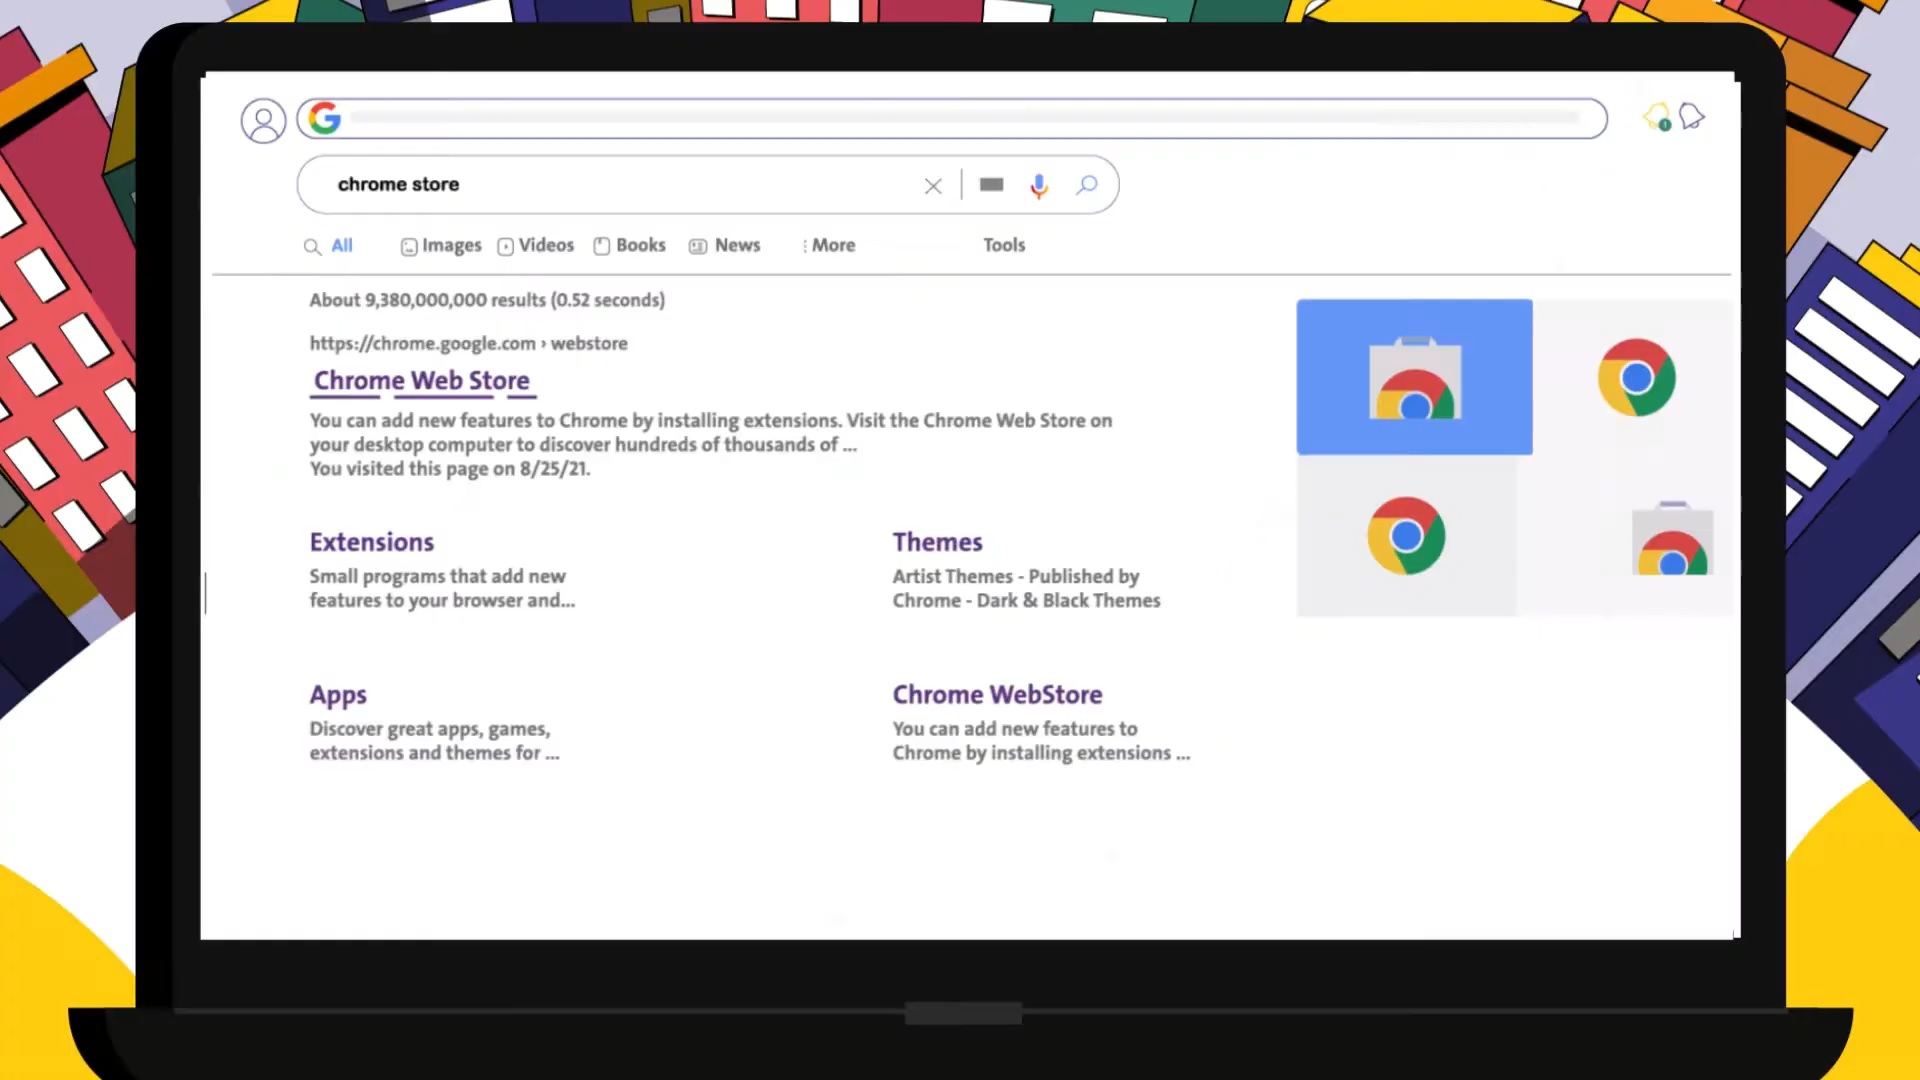 chrome store
All Images Videos Books News More Tools
About 9,380,000,000 results (0.52 seconds)
https://chrome.google.com › webstore
Chrome Web Store
You can add new features to Chrome by installing extensions. Visit the Chrome Web Store on
your desktop computer to discover hundreds of thousands of ...
You visited this page on 8/25/21.
Extensions
Small programs that add new
features to your browser and...
Themes
Artist Themes - Published by
Chrome - Dark & Black Themes
Apps
Discover great apps, games,
extensions and themes for ...
Chrome WebStore
You can add new features to
Chrome by installing extensions ...